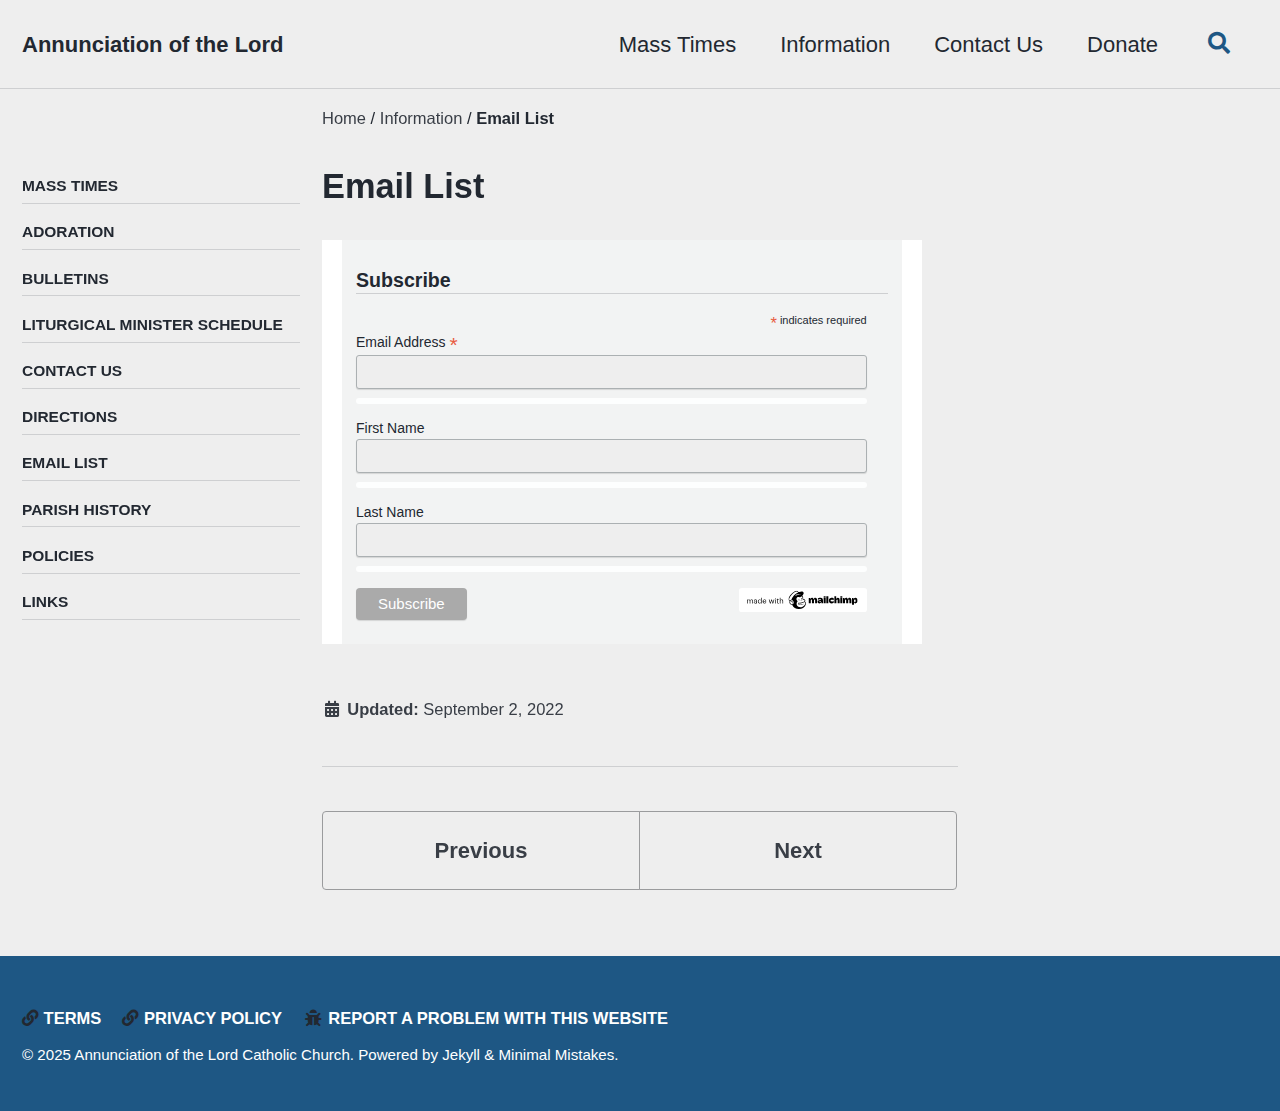 Annunciation of the Lord
Mass Times
Information
Contact Us
Donate
Home / Information / Email List
MASS TIMES
ADORATION
BULLETINS
LITURGICAL MINISTER SCHEDULE
CONTACT US
DIRECTIONS
EMAIL LIST
PARISH HISTORY
POLICIES
LINKS
Email List
Subscribe
* indicates required
Email Address *
First Name
Last Name
Subscribe
made with mailchimp
Updated: September 2, 2022
Previous
Next
TERMS
PRIVACY POLICY
REPORT A PROBLEM WITH THIS WEBSITE
© 2025 Annunciation of the Lord Catholic Church. Powered by Jekyll & Minimal Mistakes.